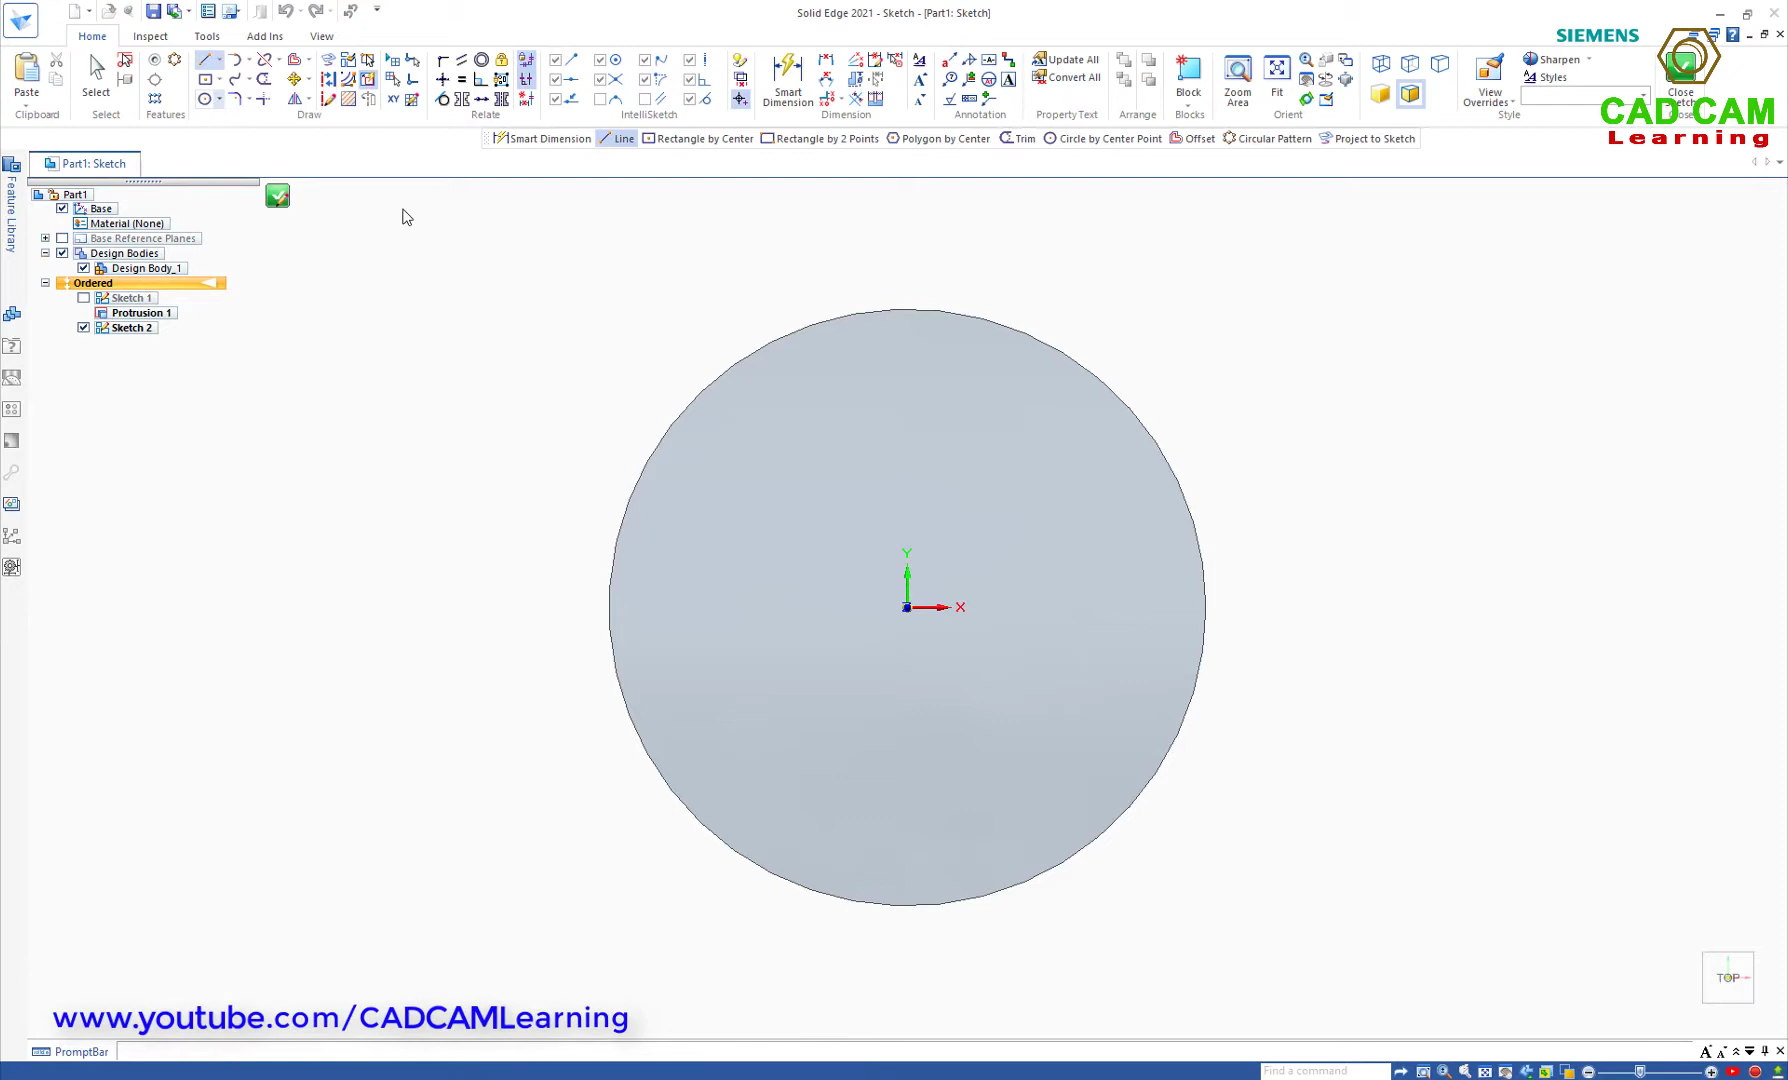 Solid Edge 2021 - Sketch - [Part1: Sketch]
Home Inspect Tools Add Ins View
SIEMENS
Paste Select Smart Dimension Update All Convert All Block Zoom Area Fit View Overrides Sharpen Styles Close
CAD CAM
Learning
Clipboard Select Features Draw Relate IntelliSketch Dimension Annotation Property Text Arrange Blocks Orient Style
Smart Dimension Line Rectangle by Center Rectangle by 2 Points Polygon by Center Trim Circle by Center Point Offset Circular Pattern Project to Sketch
Part1: Sketch
Feature Library
Part1
Base
Material (None)
Base Reference Planes
Design Bodies
Design Body_1
Ordered
Sketch 1
Protrusion 1
Sketch 2
Y
X
TOP
www.youtube.com/CADCAMLearning
PromptBar
Find a command